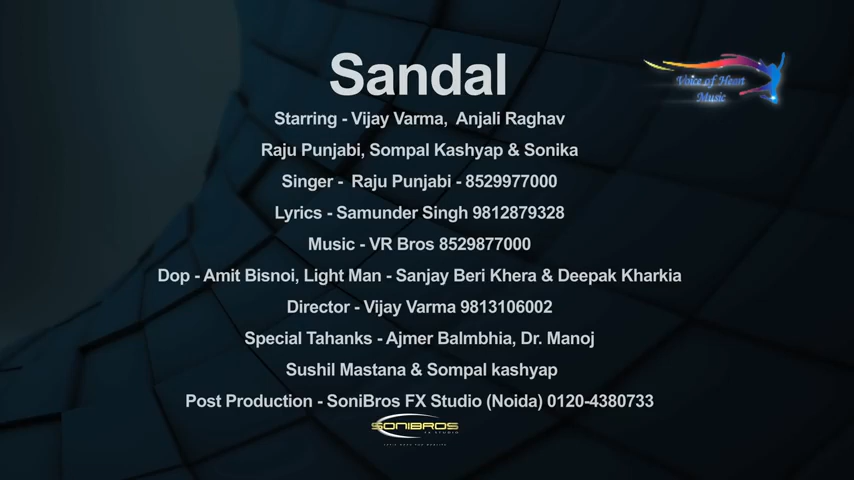 Sandal
Voice of Heart
Music
Starring - Vijay Varma, Anjali Raghav
Raju Punjabi, Sompal Kashyap & Sonika
Singer - Raju Punjabi - 8529977000
Lyrics - Samunder Singh 9812879328
Music - VR Bros 8529877000
Dop - Amit Bisnoi, Light Man - Sanjay Beri Khera & Deepak Kharkia
Director - Vijay Varma 9813106002
Special Tahanks - Ajmer Balmbhia, Dr. Manoj
Sushil Mastana & Sompal kashyap
Post Production - SoniBros FX Studio (Noida) 0120-4380733
SONIBROS
FX STUDIO